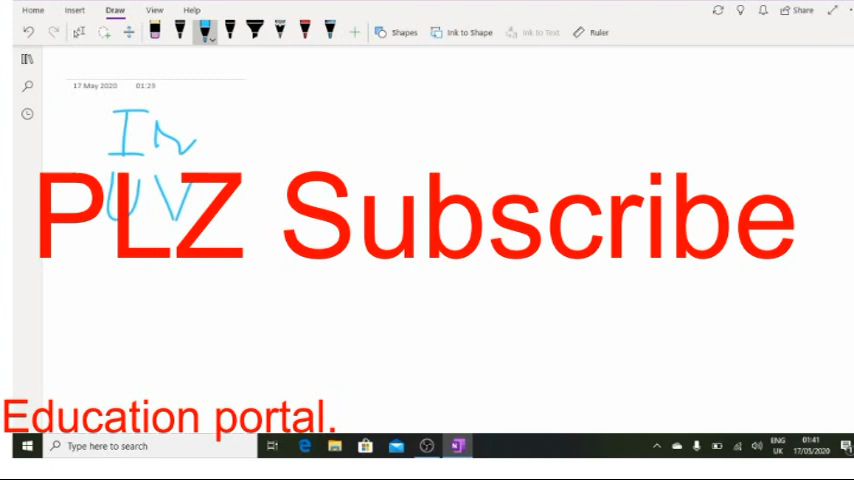 Home Insert Draw View Help Share
Shapes Ink to Shape Ink to Text Ruler
17 May 2020 01:23
UV
PLZ Subscribe
Education portal.
Type here to search
ENG 01:41
UK 17/05/2020